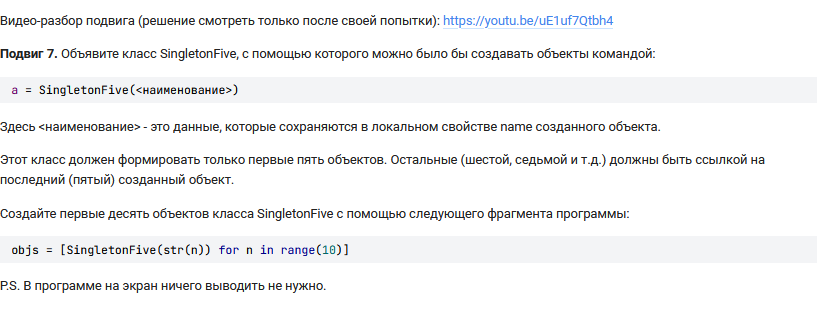 Видео-разбор подвига (решение смотреть только после своей попытки): https://youtu.be/uE1uf7Qtbh4
Подвиг 7. Объявите класс SingletonFive, с помощью которого можно было бы создавать объекты командой:
a = SingletonFive(<наименование>)
Здесь <наименование> - это данные, которые сохраняются в локальном свойстве name созданного объекта.
Этот класс должен формировать только первые пять объектов. Остальные (шестой, седьмой и т.д.) должны быть ссылкой на
последний (пятый) созданный объект.
Создайте первые десять объектов класса SingletonFive с помощью следующего фрагмента программы:
objs = [SingletonFive(str(n)) for n in range(10)]
P.S. В программе на экран ничего выводить не нужно.